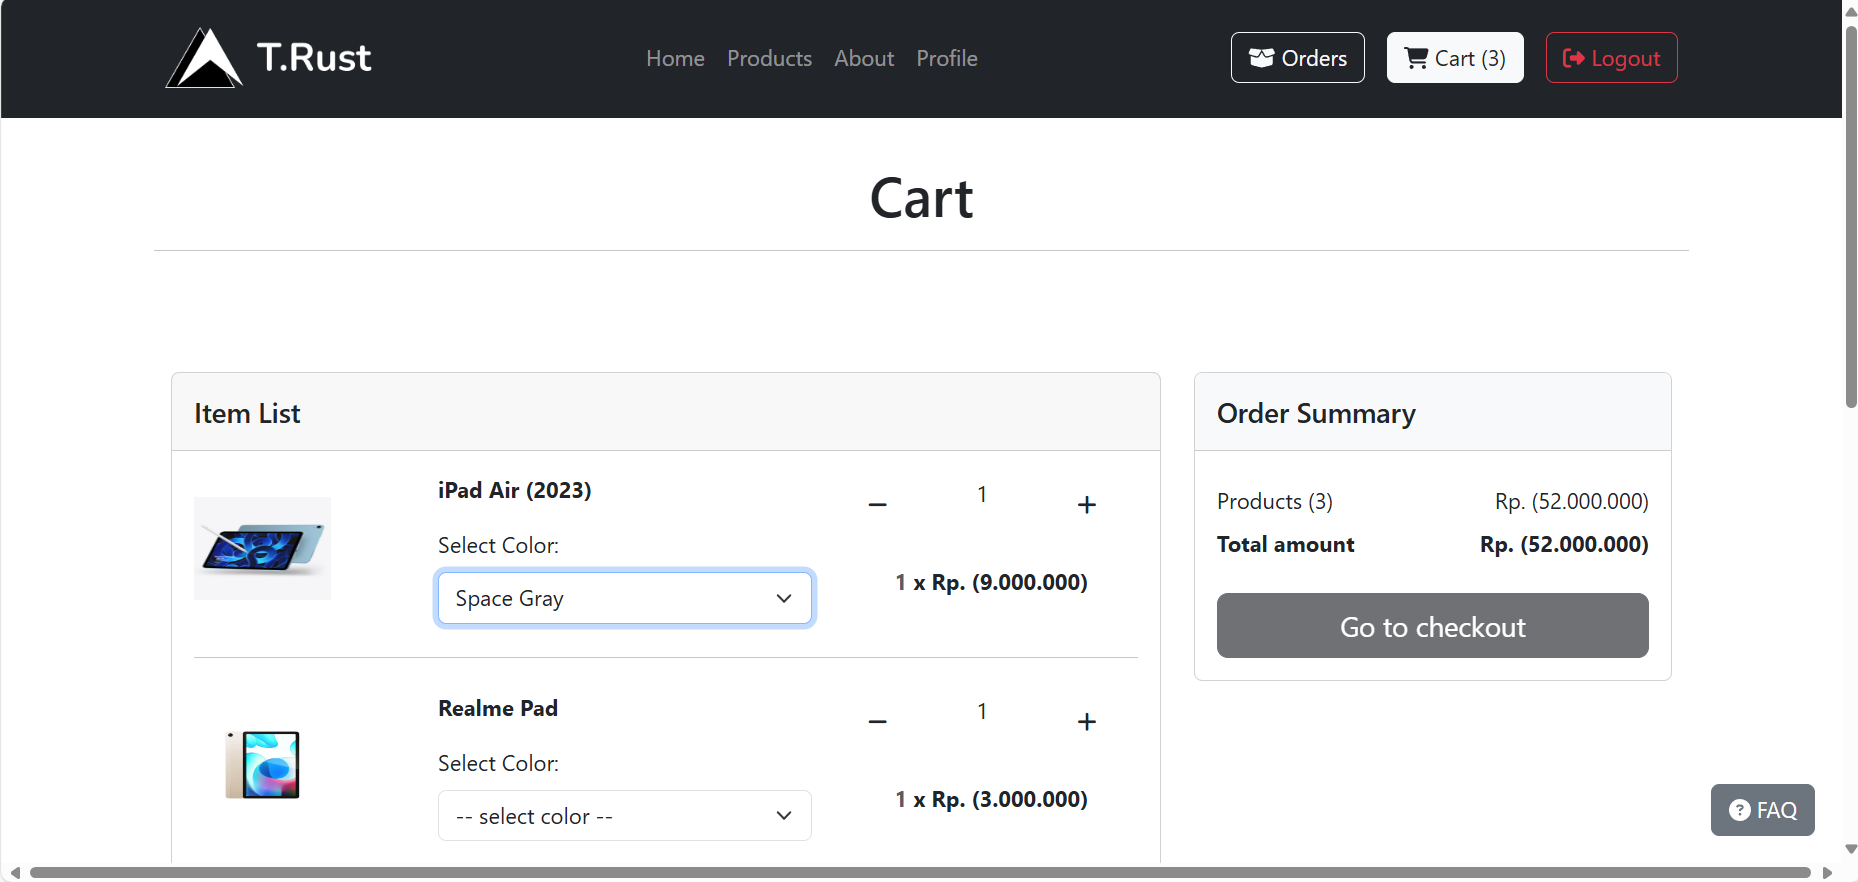 T.Rust
Home Products About Profile
Orders
Cart (3)
Logout
Cart
Item List
iPad Air (2023)
1
Select Color:
Space Gray
1 x Rp. (9.000.000)
Realme Pad
1
Select Color:
-- select color --
1 x Rp. (3.000.000)
Order Summary
Products (3) Rp. (52.000.000)
Total amount Rp. (52.000.000)
Go to checkout
? FAQ